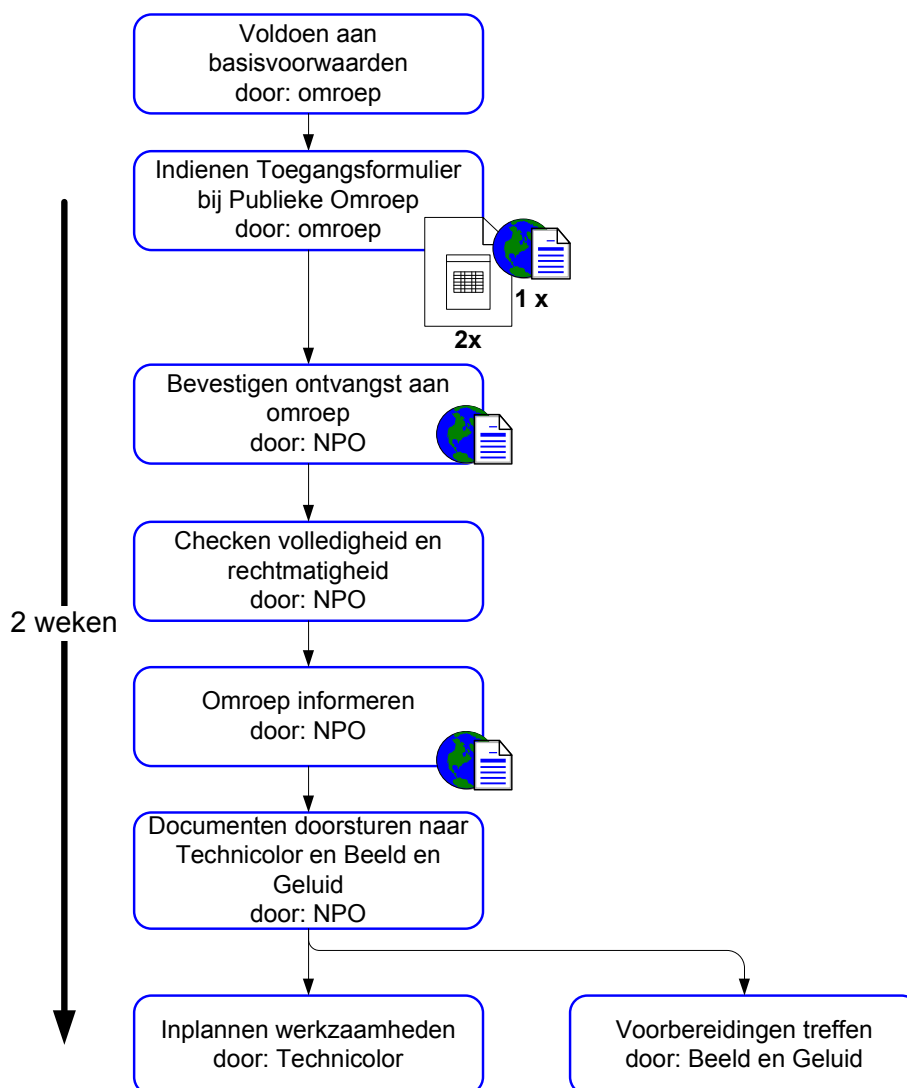 Voldoen aan
basisvoorwaarden
door: omroep
Indienen Toegangsformulier
bij Publieke Omroep
door: omroep
1 x
2x
Bevestigen ontvangst aan
omroep
door: NPO
Checken volledigheid en
rechtmatigheid
door: NPO
2 weken
Omroep informeren
door: NPO
Documenten doorsturen naar
Technicolor en Beeld en
Geluid
door: NPO
Inplannen werkzaamheden
door: Technicolor
Voorbereidingen treffen
door: Beeld en Geluid